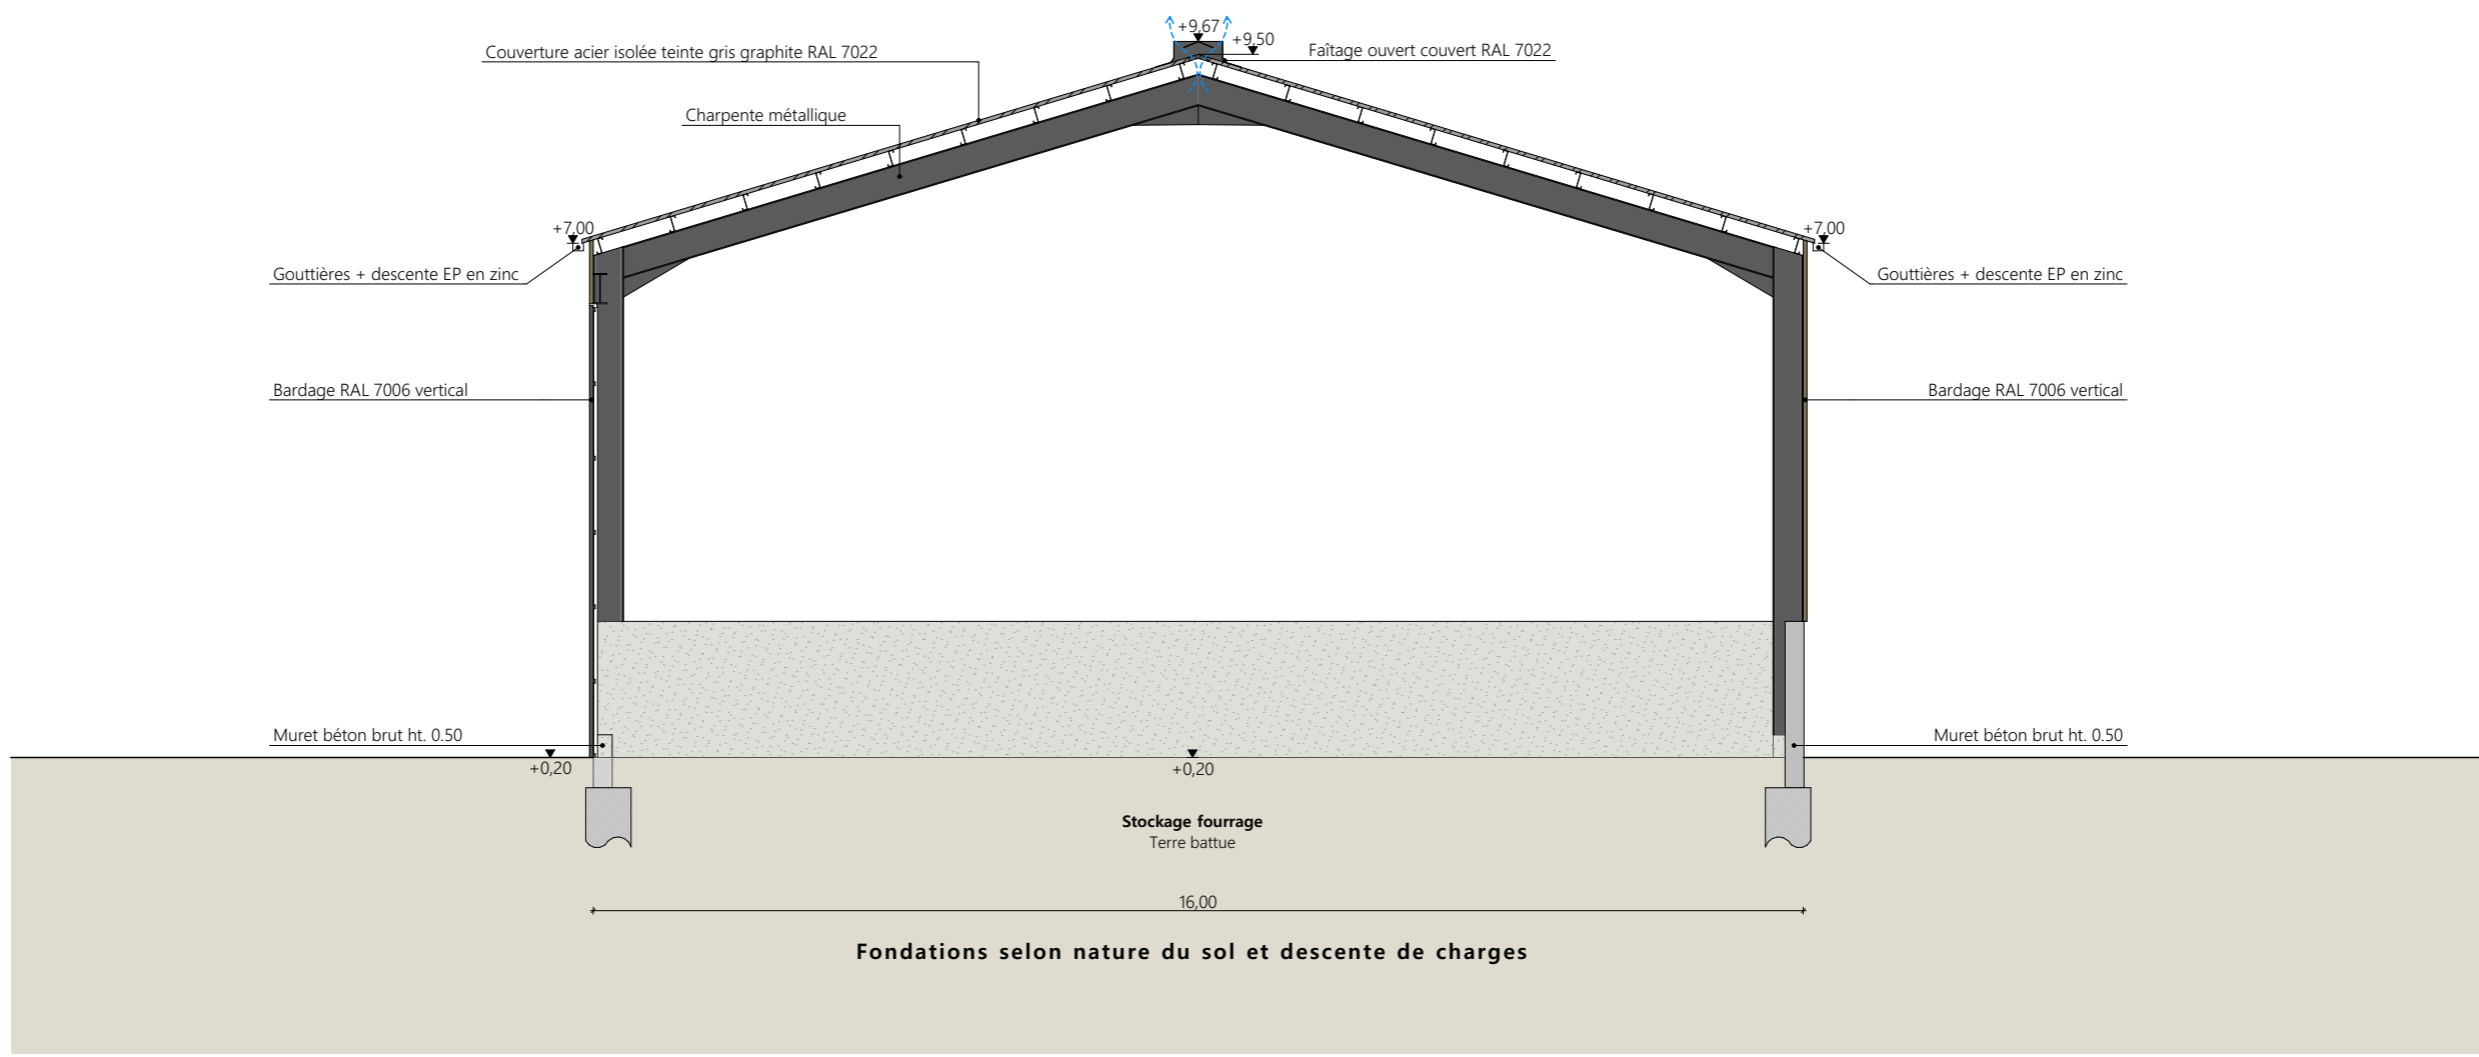 +9,67
+9,50
Couverture acier isolée teinte gris graphite RAL 7022
Faîtage ouvert couvert RAL 7022
Charpente métallique
+7,00
+7,00
Gouttières + descente EP en zinc
Gouttières + descente EP en zinc
Bardage RAL 7006 vertical
Bardage RAL 7006 vertical
Muret béton brut ht. 0.50
Muret béton brut ht. 0.50
+0,20
+0,20
Stockage fourrage
Terre battue
16,00
Fondations selon nature du sol et descente de charges